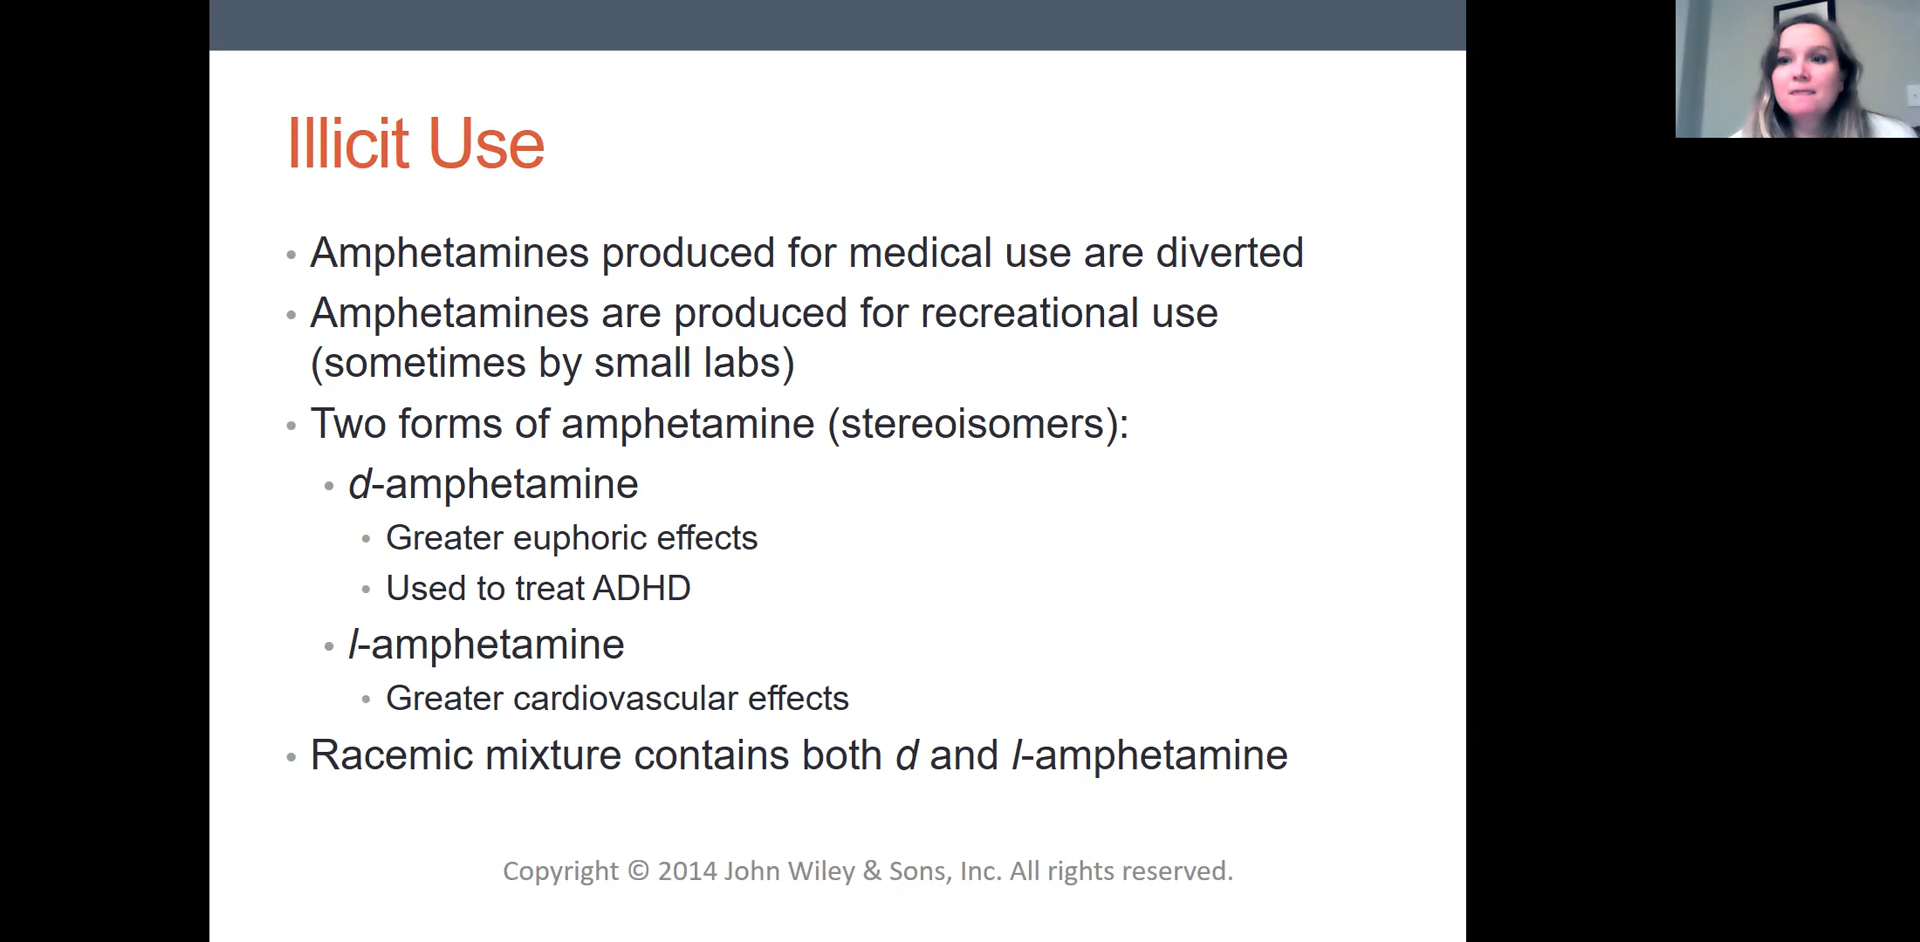 Illicit Use
• Amphetamines produced for medical use are diverted
• Amphetamines are produced for recreational use
(sometimes by small labs)
• Two forms of amphetamine (stereoisomers):
• d-amphetamine
• Greater euphoric effects
• Used to treat ADHD
• l-amphetamine
• Greater cardiovascular effects
• Racemic mixture contains both d and l-amphetamine
Copyright © 2014 John Wiley & Sons, Inc. All rights reserved.